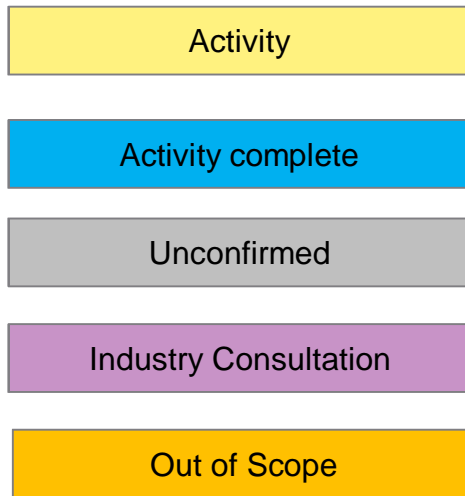 Activity
Activity complete
Unconfirmed
Industry Consultation
Out of Scope